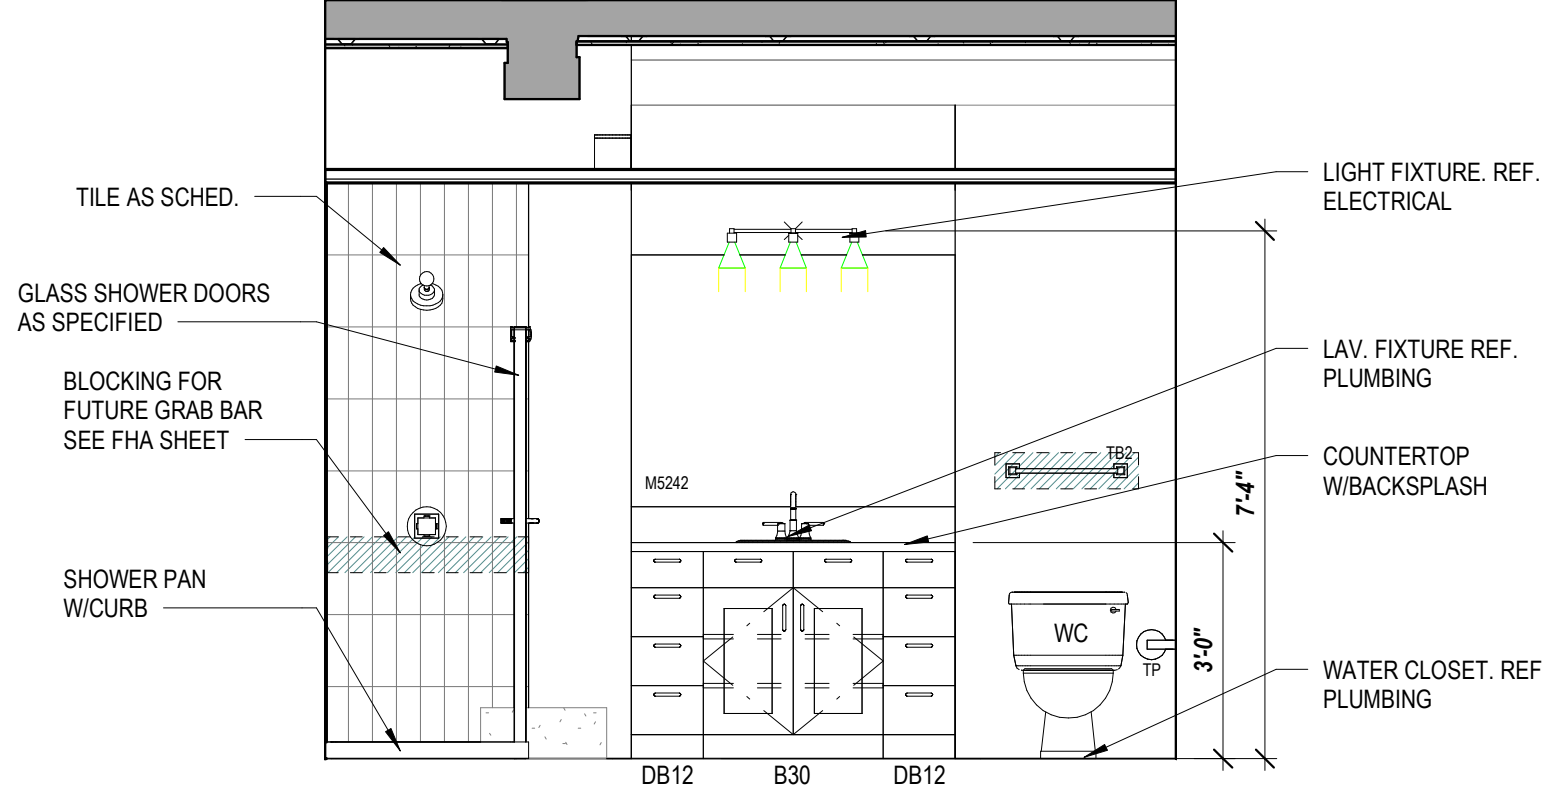 TILE AS SCHED.
GLASS SHOWER DOORS
AS SPECIFIED
BLOCKING FOR
FUTURE GRAB BAR
SEE FHA SHEET
SHOWER PAN
W/CURB
LIGHT FIXTURE. REF.
ELECTRICAL
LAV. FIXTURE REF.
PLUMBING
COUNTERTOP
W/BACKSPLASH
WATER CLOSET. REF
PLUMBING
M5242
TB2
WC
TP
7'-4"
3'-0"
DB12
B30
DB12